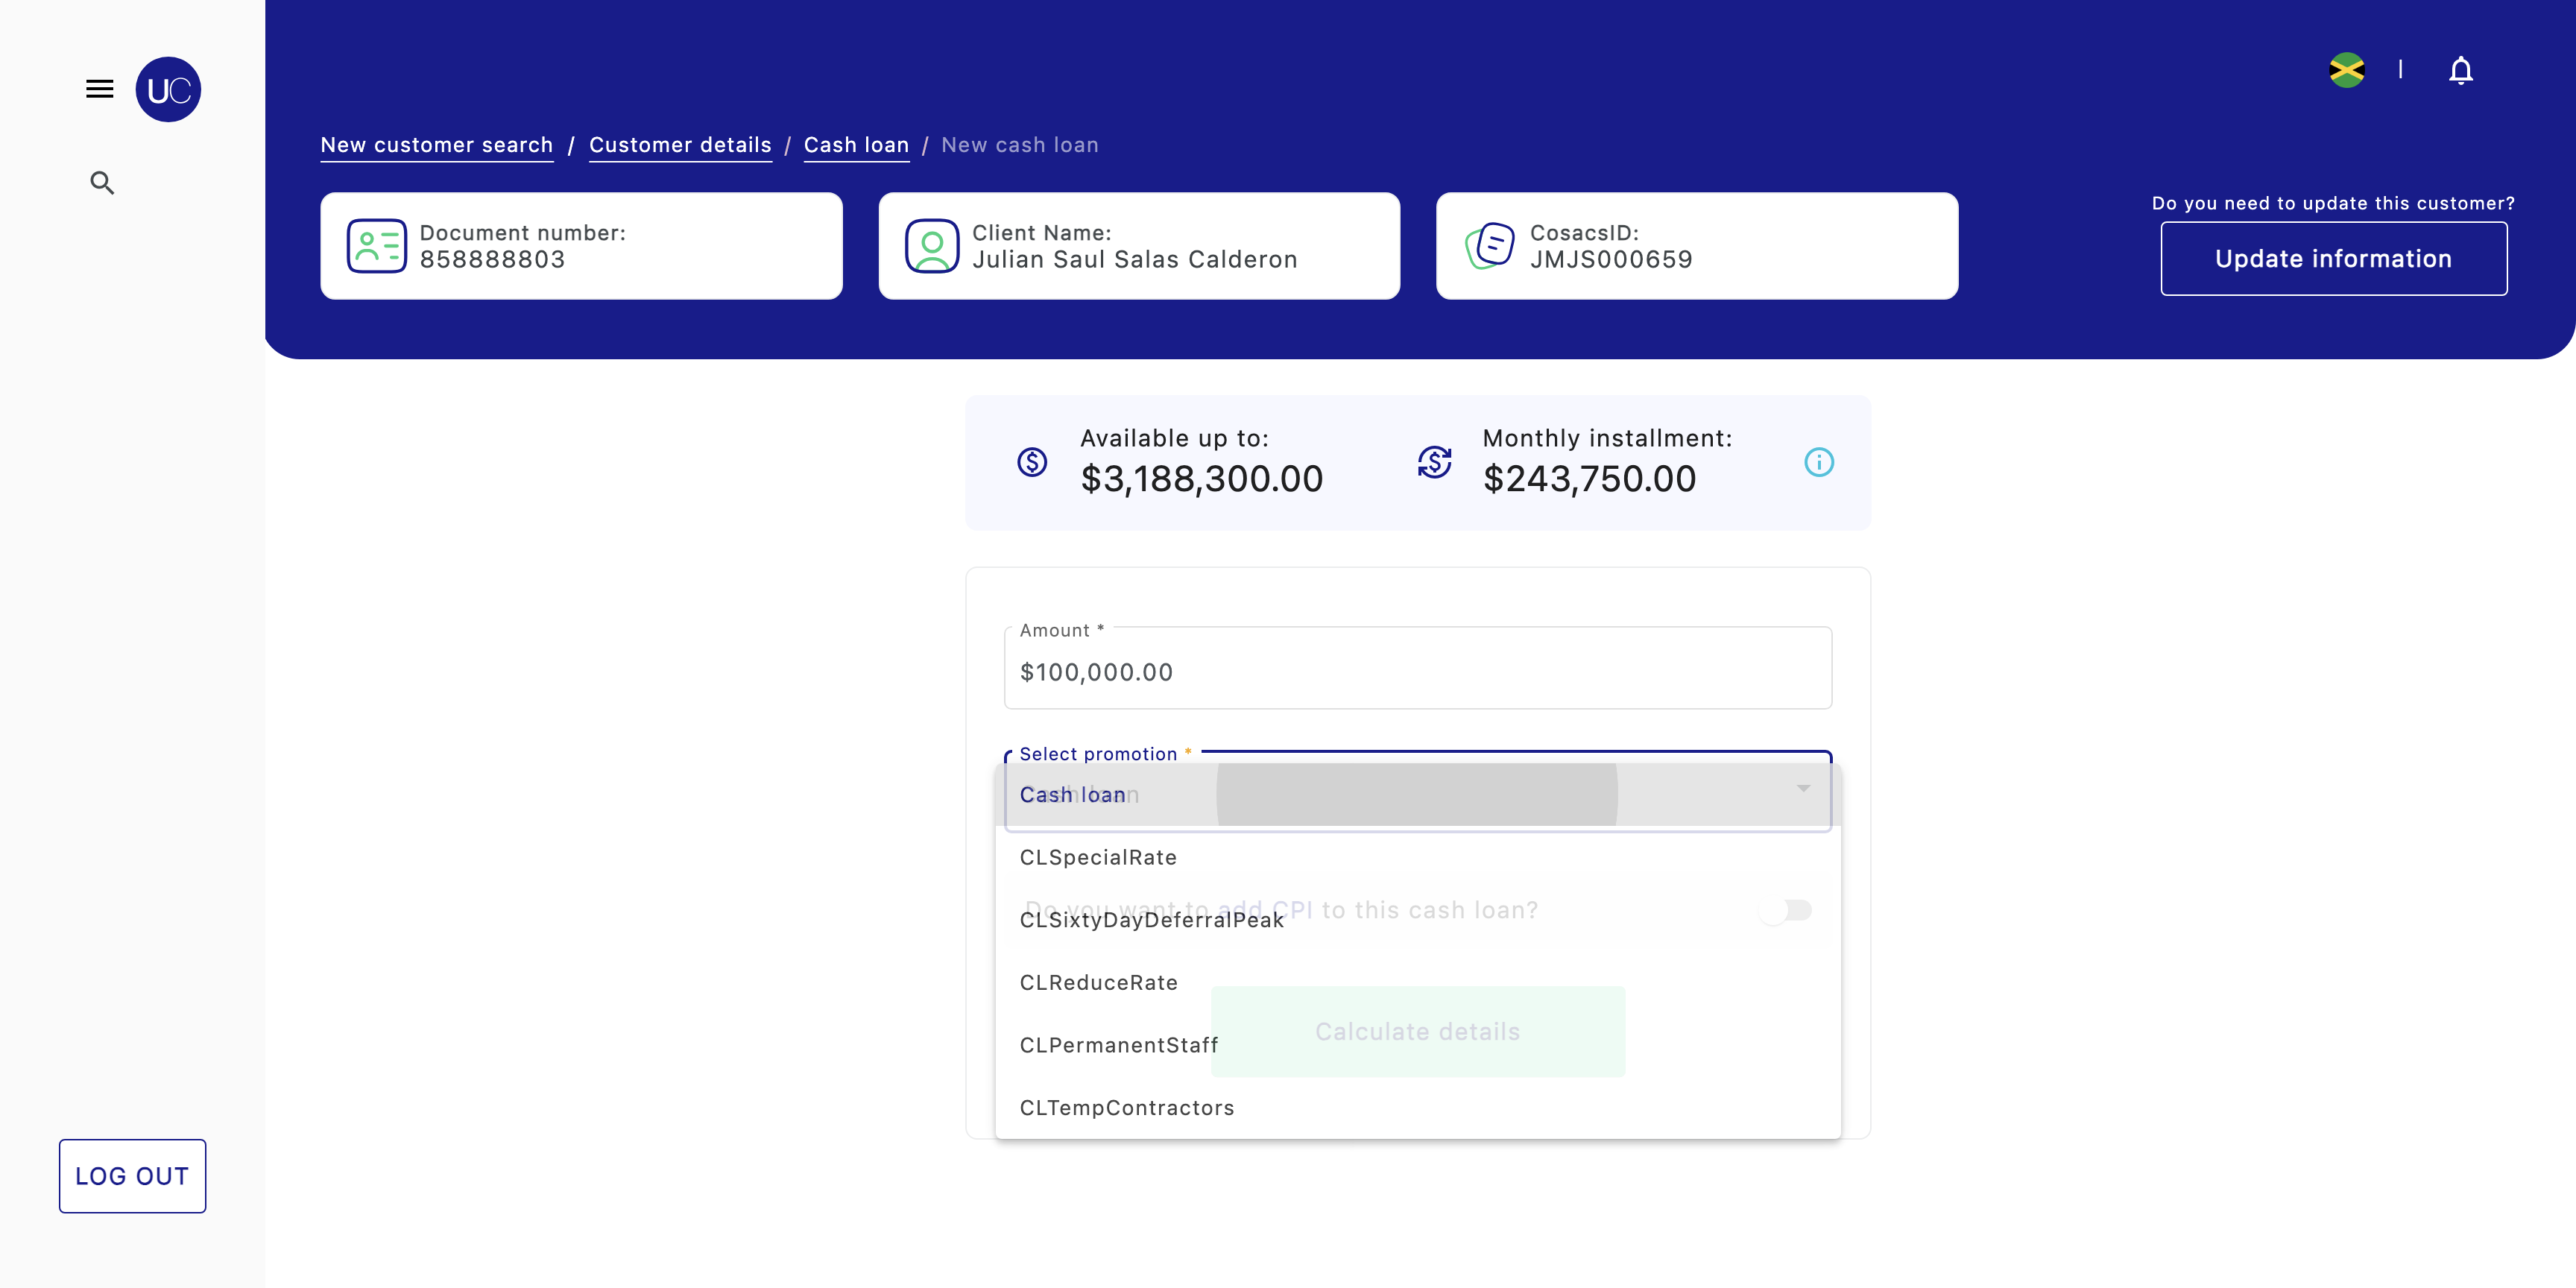 UC
New customer search / Customer details / Cash loan / New cash loan
Document number:
858888803
Client Name:
Julian Saul Salas Calderon
CosacsID:
JMJS000659
Do you need to update this customer?
Update information
Available up to:
$3,188,300.00
Monthly installment:
$243,750.00
Amount *
$100,000.00
Select promotion *
Cash loan
Cash loan
CLSpecialRate
Do you want to add CPI to this cash loan?
CLSixtyDayDeferralPeak
CLReduceRate
Calculate details
CLPermanentStaff
CLTempContractors
LOG OUT